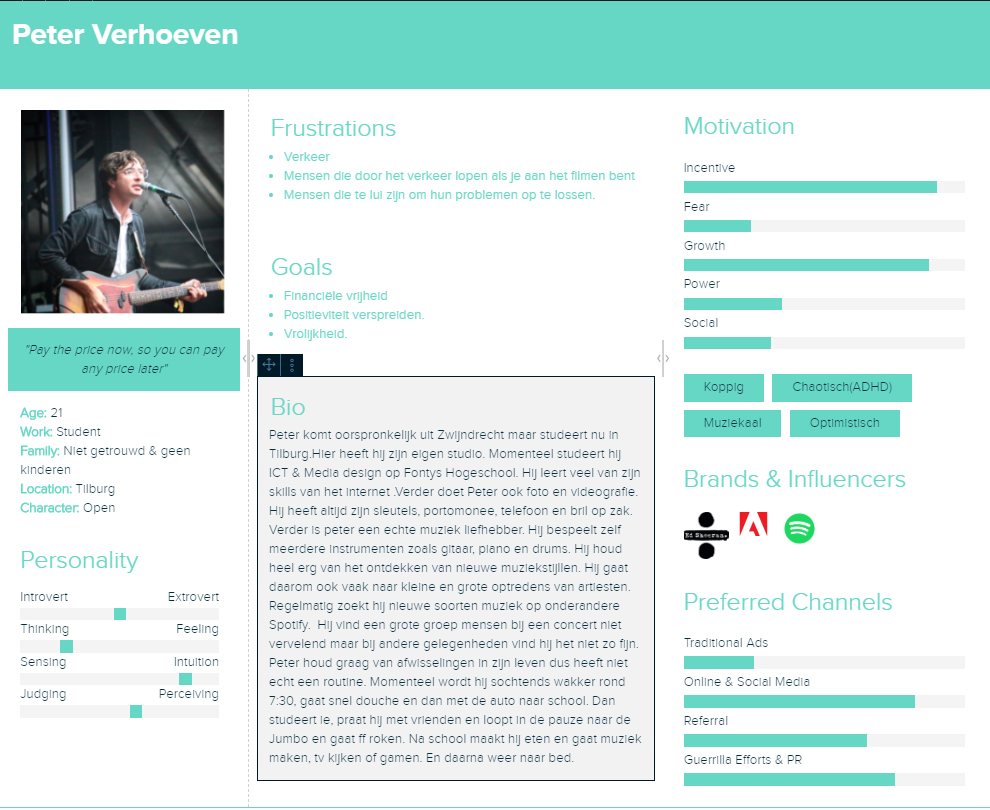 Peter Verhoeven
"Pay the price now, so you can pay
any price later"
Age: 21
Work: Student
Family: Niet getrouwd & geen
kinderen
Location: Tilburg
Character: Open
Personality
Introvert Extrovert
Thinking Feeling
Sensing Intuition
Judging Perceiving
Frustrations
• Verkeer
• Mensen die door het verkeer lopen als je aan het filmen bent
• Mensen die te lui zijn om hun problemen op te lossen.
Goals
• Financiële vrijheid
• Positieviteit verspreiden.
• Vrolijkheid.
Bio
Peter komt oorspronkelijk uit Zwijndrecht maar studeert nu in
Tilburg.Hier heeft hij zijn eigen studio. Momenteel studeert hij
ICT & Media design op Fontys Hogeschool. Hij leert veel van zijn
skills van het internet .Verder doet Peter ook foto en videografie.
Hij heeft altijd zijn sleutels, portomonee, telefoon en bril op zak.
Verder is peter een echte muziek liefhebber. Hij bespeelt zelf
meerdere instrumenten zoals gitaar, piano en drums. Hij houd
heel erg van het ontdekken van nieuwe muziekstijllen. Hij gaat
daarom ook vaak naar kleine en grote optredens van artiesten.
Regelmatig zoekt hij nieuwe soorten muziek op onderandere
Spotify.  Hij vind een grote groep mensen bij een concert niet
vervelend maar bij andere gelegenheden vind hij het niet zo fijn.
Peter houd graag van afwisselingen in zijn leven dus heeft niet
echt een routine. Momenteel wordt hij sochtends wakker rond
7:30, gaat snel douche en dan met de auto naar school. Dan
studeert ie, praat hij met vrienden en loopt in de pauze naar de
Jumbo en gaat ff roken. Na school maakt hij eten en gaat muziek
maken, tv kijken of gamen. En daarna weer naar bed.
Motivation
Incentive
Fear
Growth
Power
Social
Koppig Chaotisch(ADHD)
Muziekaal Optimistisch
Brands & Influencers
Ed Sheeran.
Preferred Channels
Traditional Ads
Online & Social Media
Referral
Guerrilla Efforts & PR